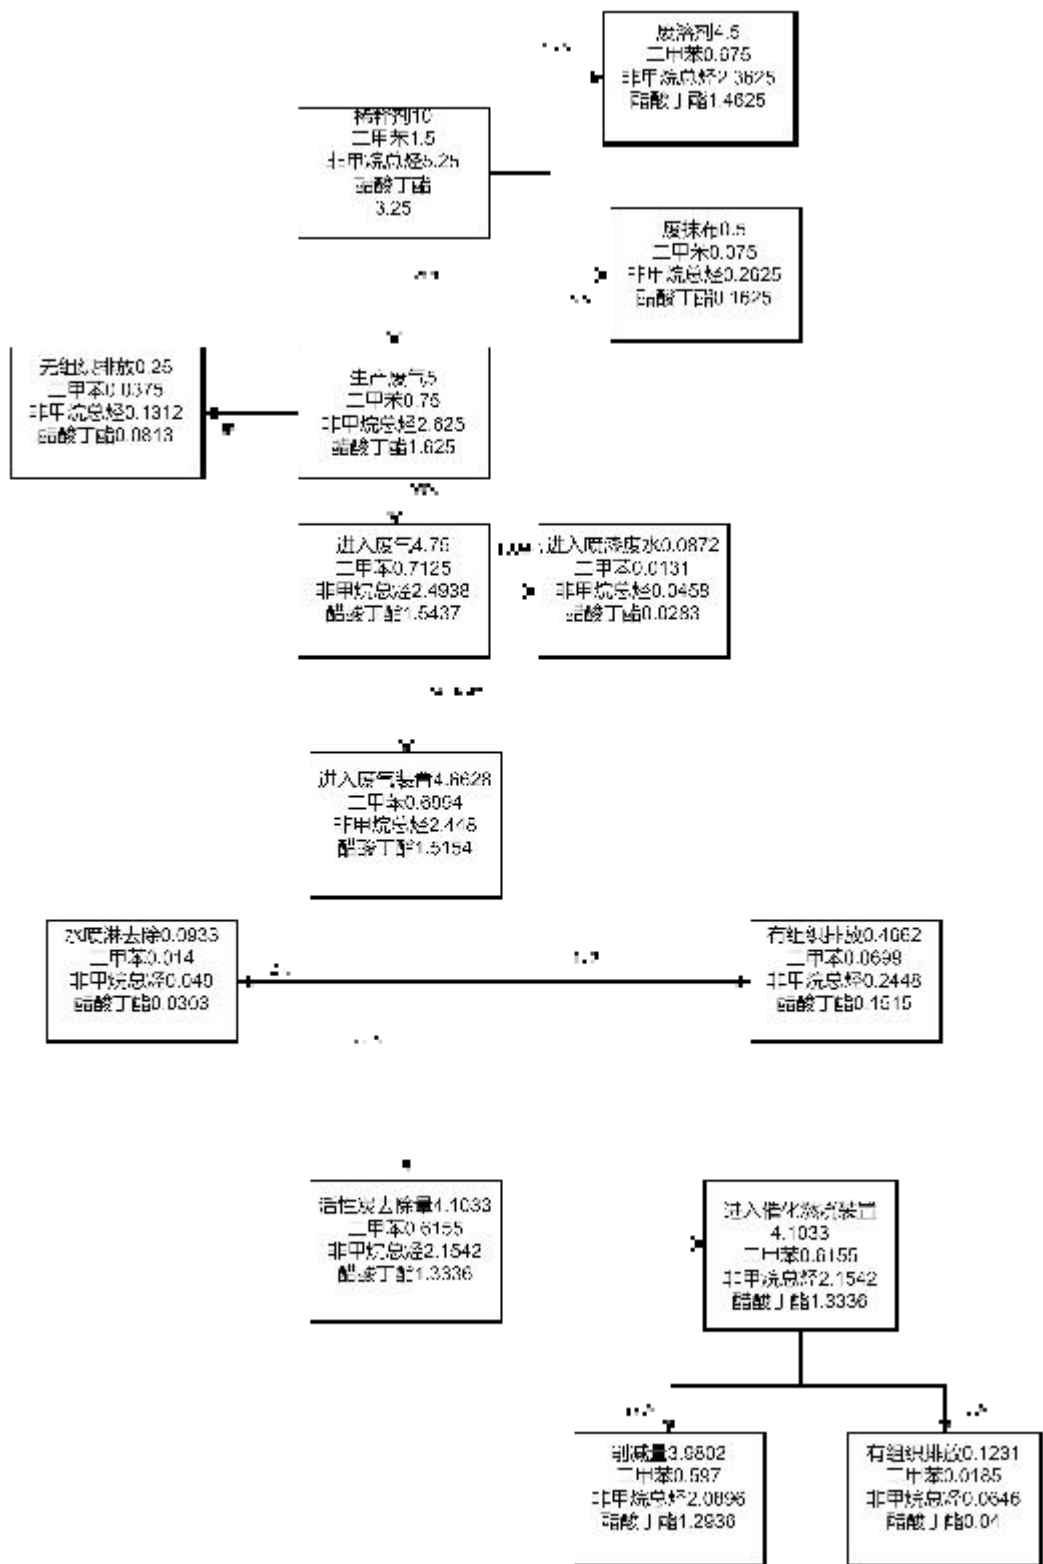 废溶剂4.5
二甲苯0.675
非甲烷总烃2.3625
醋酸丁酯1.4625
稀释剂10
二甲苯1.5
非甲烷总烃5.25
醋酸丁酯
3.25
废抹布0.5
二甲苯0.075
非甲烷总烃0.2625
醋酸丁酯0.1625
无组织排放0.25
二甲苯0.0375
非甲烷总烃0.1312
醋酸丁酯0.0813
生产废气5
二甲苯0.75
非甲烷总烃2.625
醋酸丁酯1.625
进入废气4.75
二甲苯0.7125
非甲烷总烃2.4938
醋酸丁酯1.5437
进入喷漆废水0.0872
二甲苯0.0131
非甲烷总烃0.0458
醋酸丁酯0.0283
进入废气装置4.6628
二甲苯0.6994
非甲烷总烃2.448
醋酸丁酯1.5154
水喷淋去除0.0933
二甲苯0.014
非甲烷总烃0.049
醋酸丁酯0.0303
有组织排放0.4662
二甲苯0.0699
非甲烷总烃0.2448
醋酸丁酯0.1515
活性炭去除量4.1033
二甲苯0.6155
非甲烷总烃2.1542
醋酸丁酯1.3336
进入催化燃烧装置
4.1033
二甲苯0.6155
非甲烷总烃2.1542
醋酸丁酯1.3336
削减量3.9802
二甲苯0.597
非甲烷总烃2.0896
醋酸丁酯1.2936
有组织排放0.1231
二甲苯0.0185
非甲烷总烃0.0646
醋酸丁酯0.04